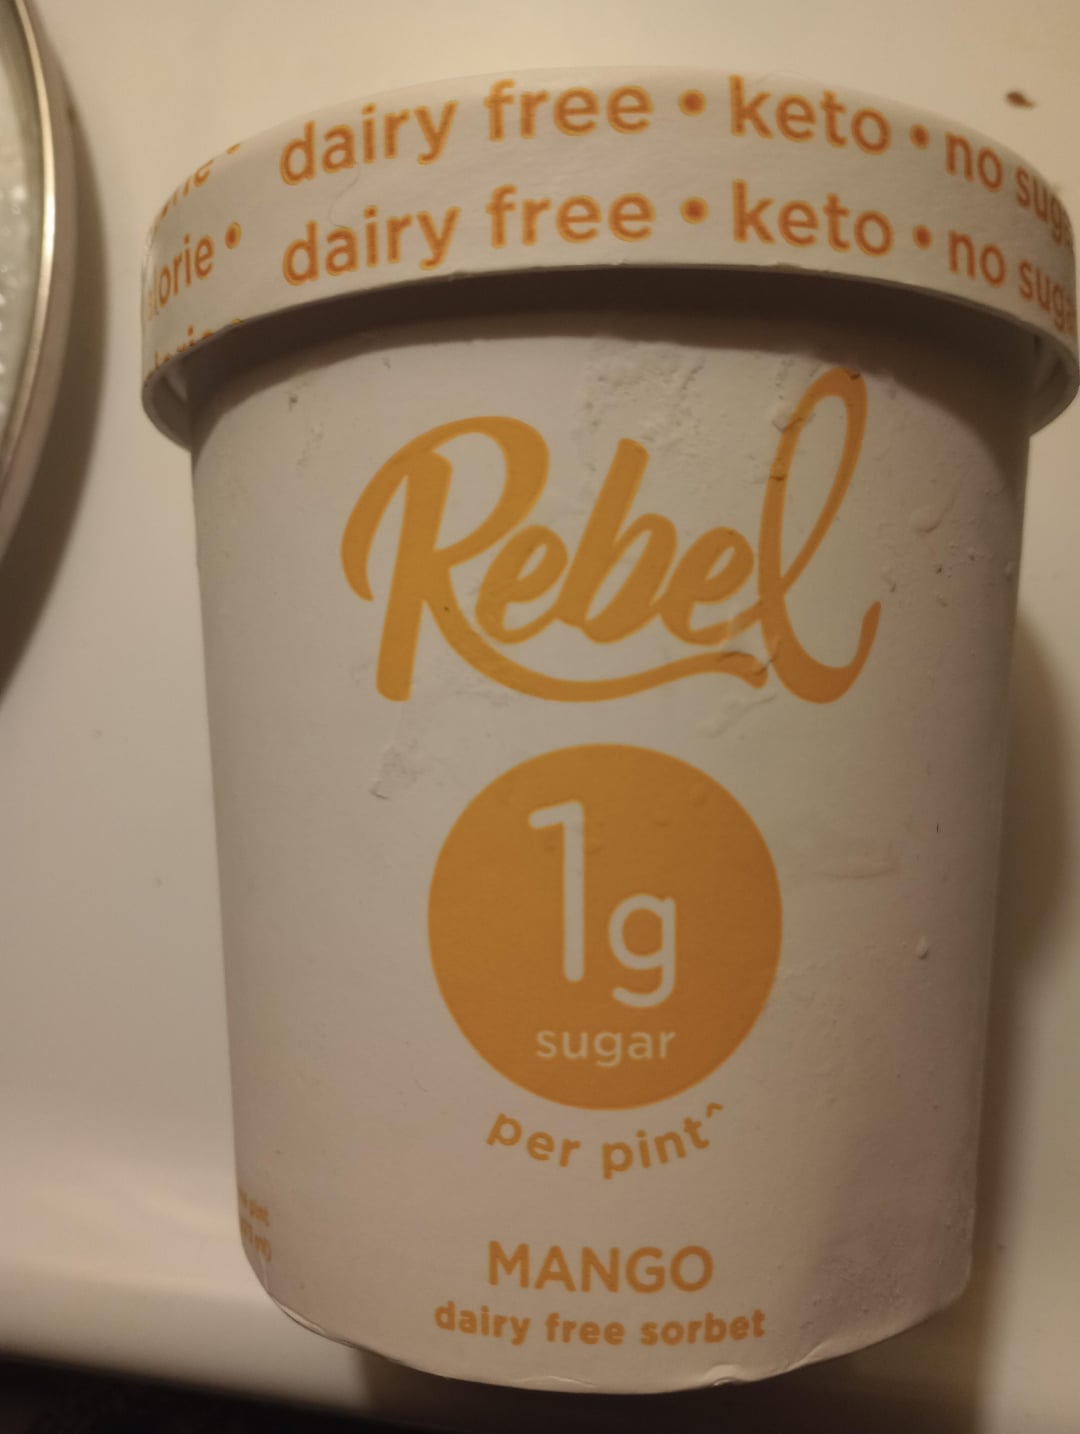 dairy free • keto • no
dairy free • keto • no
Rebel
1g
sugar
per pint^
MANGO
dairy free sorbet